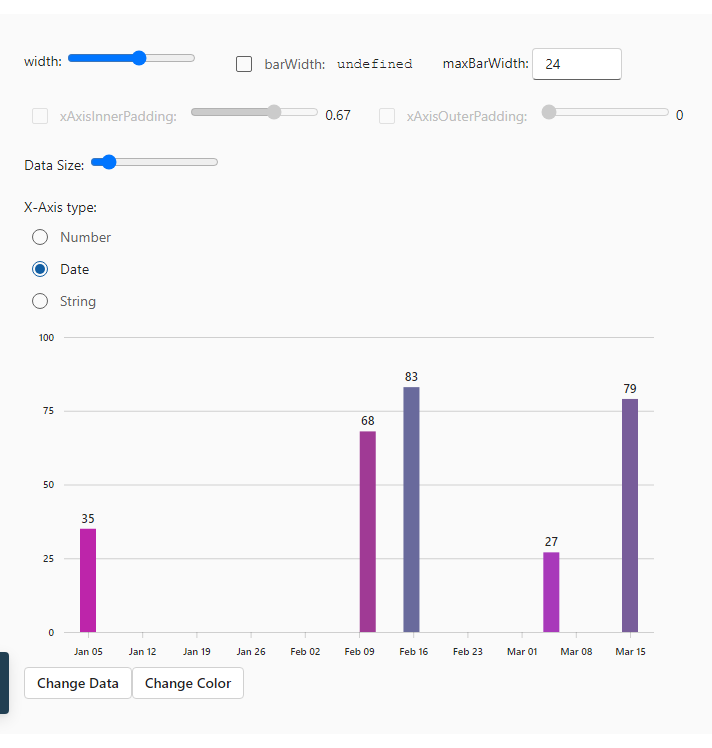 width: barWidth: undefined maxBarWidth: 24
xAxisInnerPadding: 0.67 xAxisOuterPadding: 0
Data Size:
X-Axis type:
Number
Date
String
100
83
79
75
68
50
35
27
25
0
Jan 05 Jan 12 Jan 19 Jan 26 Feb 02 Feb 09 Feb 16 Feb 23 Mar 01 Mar 08 Mar 15
Change Data Change Color